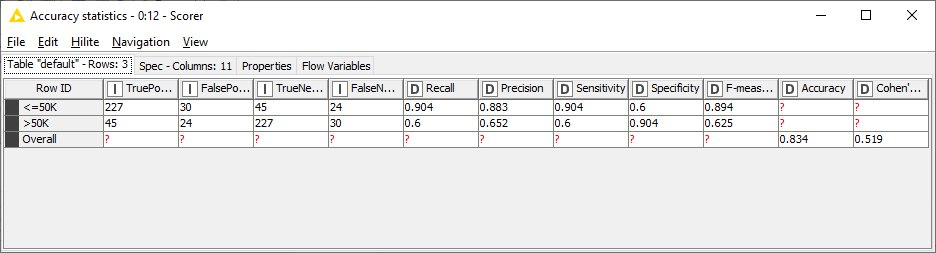 Accuracy statistics - 0:12 - Scorer
File Edit Hilite Navigation View
Table "default" - Rows: 3 Spec - Columns: 11 Properties Flow Variables
Row ID I TruePo... I FalsePo... I TrueNe... I FalseN... D Recall D Precision D Sensitivity D Specificity D F-meas... D Accuracy D Cohen'...
<=50K 227 30 45 24 0.904 0.883 0.904 0.6 0.894 ? ?
>50K 45 24 227 30 0.6 0.652 0.6 0.904 0.625 ? ?
Overall ? ? ? ? ? ? ? ? ? 0.834 0.519